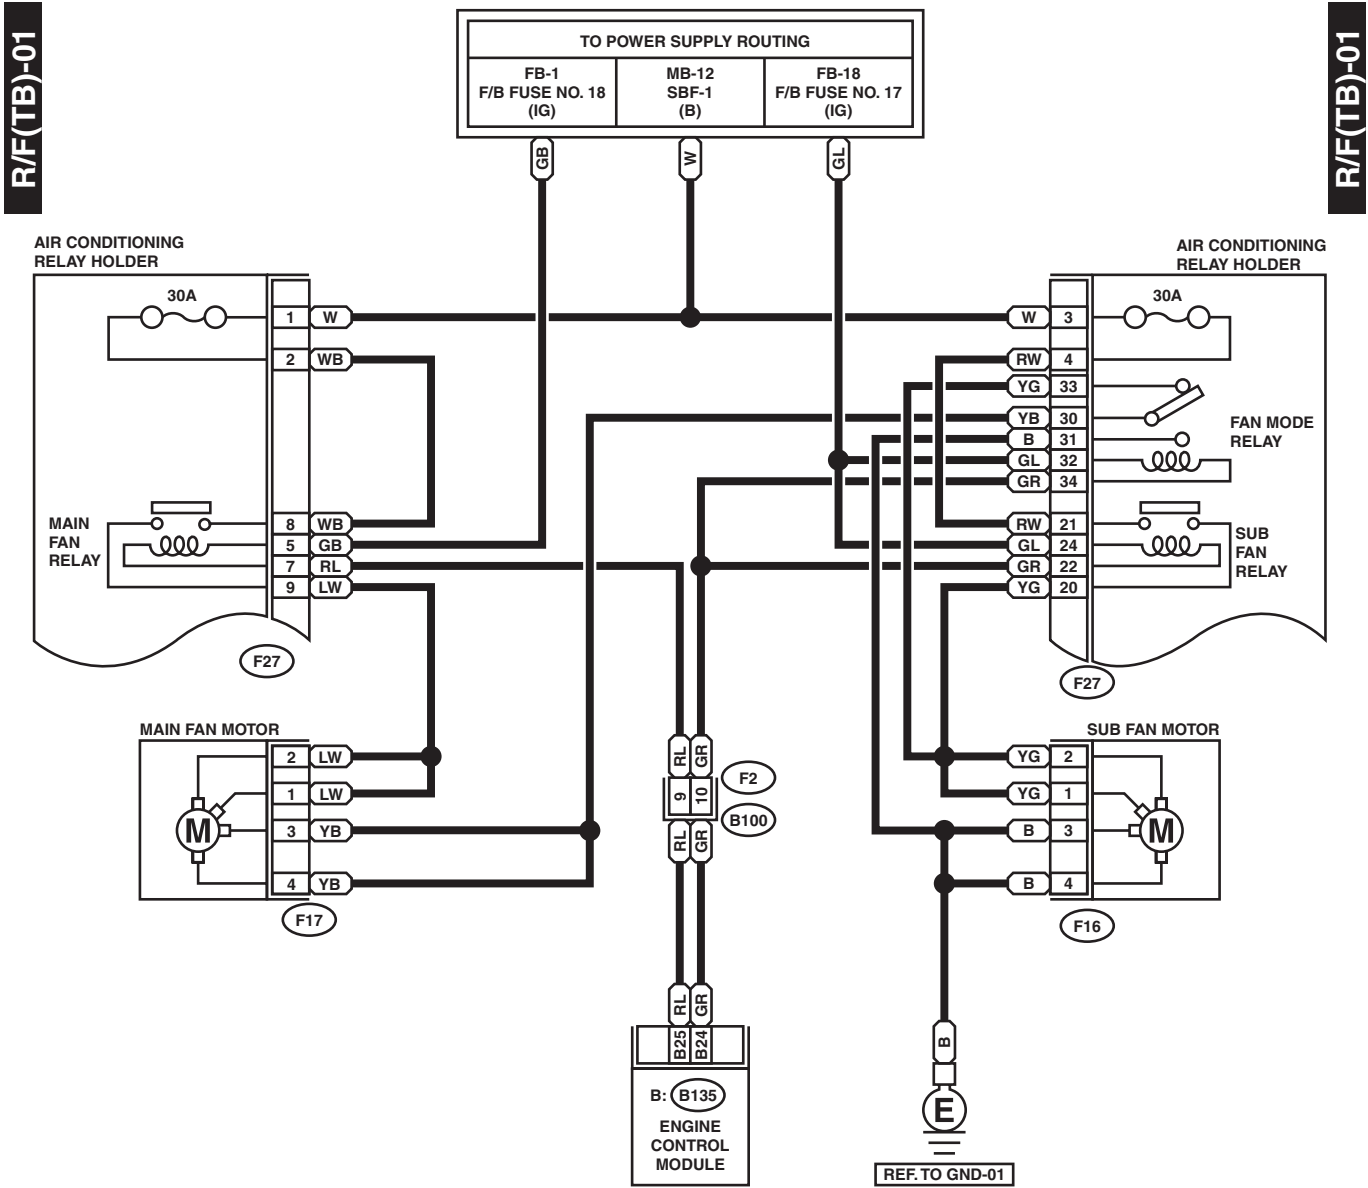 R/F(TB)-01
R/F(TB)-01
TO POWER SUPPLY ROUTING
FB-1
F/B FUSE NO. 18
(IG)
MB-12
SBF-1
(B)
FB-18
F/B FUSE NO. 17
(IG)
GB
W
GL
AIR CONDITIONING
RELAY HOLDER
30A
1 W
2 WB
MAIN
FAN
RELAY
8 WB
5 GB
7 RL
9 LW
F27
AIR CONDITIONING
RELAY HOLDER
30A
W 3
RW 4
YG 33
YB 30
B 31
GL 32
GR 34
FAN MODE
RELAY
RW 21
GL 24
GR 22
YG 20
SUB
FAN
RELAY
F27
MAIN FAN MOTOR
M
2 LW
1 LW
3 YB
4 YB
F17
RL GR
9 10
F2
B100
RL GR
SUB FAN MOTOR
YG 2
YG 1
B 3
B 4
M
F16
RL GR
B25 B24
B: B135
ENGINE
CONTROL
MODULE
B
E
REF. TO GND-01